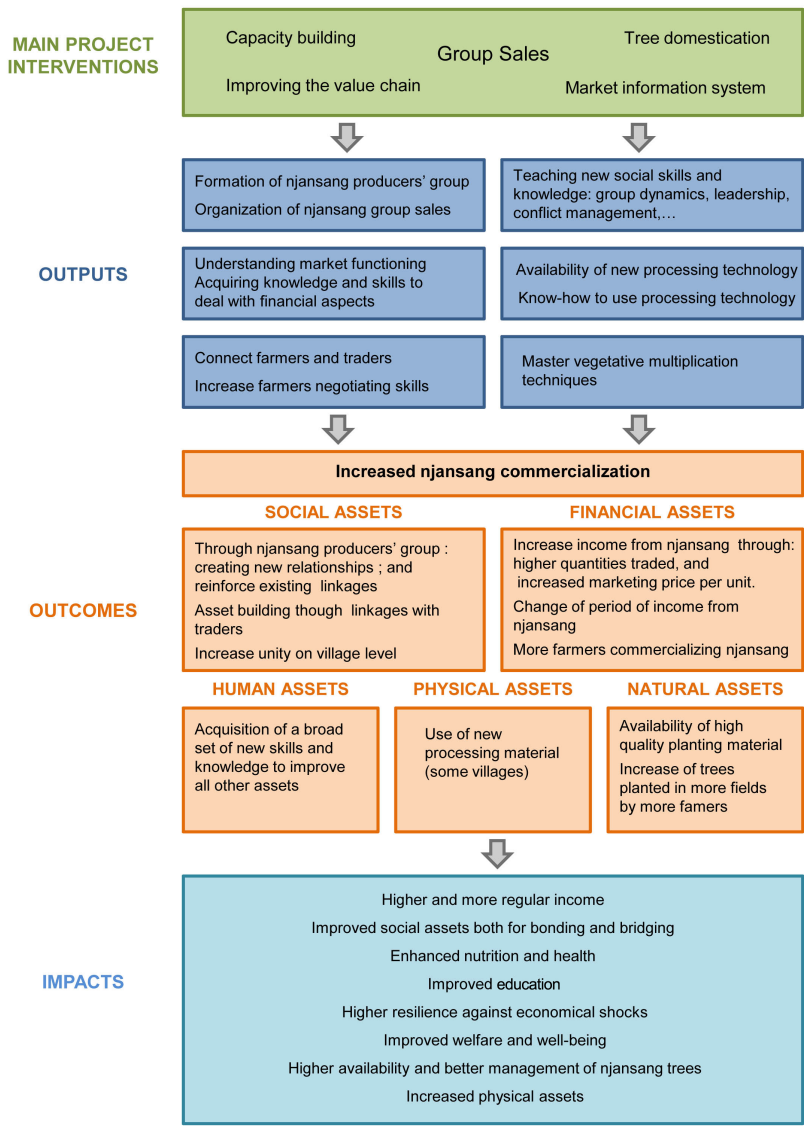 MAIN PROJECT
INTERVENTIONS
Capacity building
Group Sales
Tree domestication
Improving the value chain
Market information system
OUTPUTS
Formation of njansang producers’ group
Organization of njansang group sales
Teaching new social skills and
knowledge: group dynamics, leadership,
conflict management,…
Understanding market functioning
Acquiring knowledge and skills to
deal with financial aspects
Availability of new processing technology
Know-how to use processing technology
Connect farmers and traders
Increase farmers negotiating skills
Master vegetative multiplication
techniques
Increased njansang commercialization
OUTCOMES
SOCIAL ASSETS
Through njansang producers’ group :
creating new relationships ; and
reinforce existing linkages
Asset building though linkages with
traders
Increase unity on village level
FINANCIAL ASSETS
Increase income from njansang through:
higher quantities traded, and
increased marketing price per unit.
Change of period of income from
njansang
More farmers commercializing njansang
HUMAN ASSETS
Acquisition of a broad
set of new skills and
knowledge to improve
all other assets
PHYSICAL ASSETS
Use of new
processing material
(some villages)
NATURAL ASSETS
Availability of high
quality planting material
Increase of trees
planted in more fields
by more famers
IMPACTS
Higher and more regular income
Improved social assets both for bonding and bridging
Enhanced nutrition and health
Improved education
Higher resilience against economical shocks
Improved welfare and well-being
Higher availability and better management of njansang trees
Increased physical assets